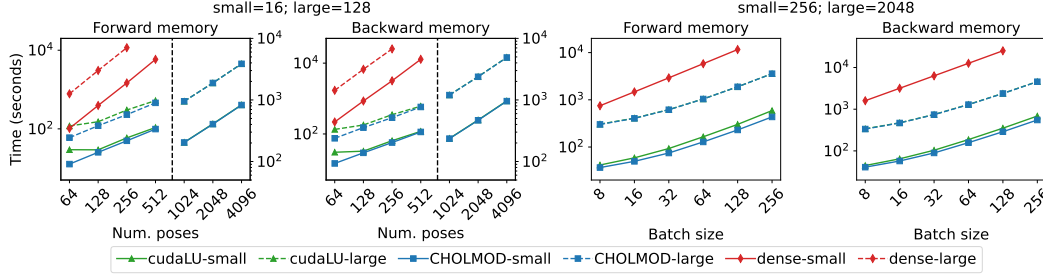 small=16; large=128
small=256; large=2048
Forward memory
Backward memory
Forward memory
Backward memory
Time (seconds)
10^4
10^2
10^4
10^3
10^2
10^4
10^2
10^4
10^3
10^2
10^4
10^3
10^2
10^4
10^3
10^2
64 128 256 512 1024 2048 4096
64 128 256 512 1024 2048 4096
8 16 32 64 128 256
8 16 32 64 128 256
Num. poses
Num. poses
Batch size
Batch size
cudaLU-small cudaLU-large CHOLMOD-small CHOLMOD-large dense-small dense-large